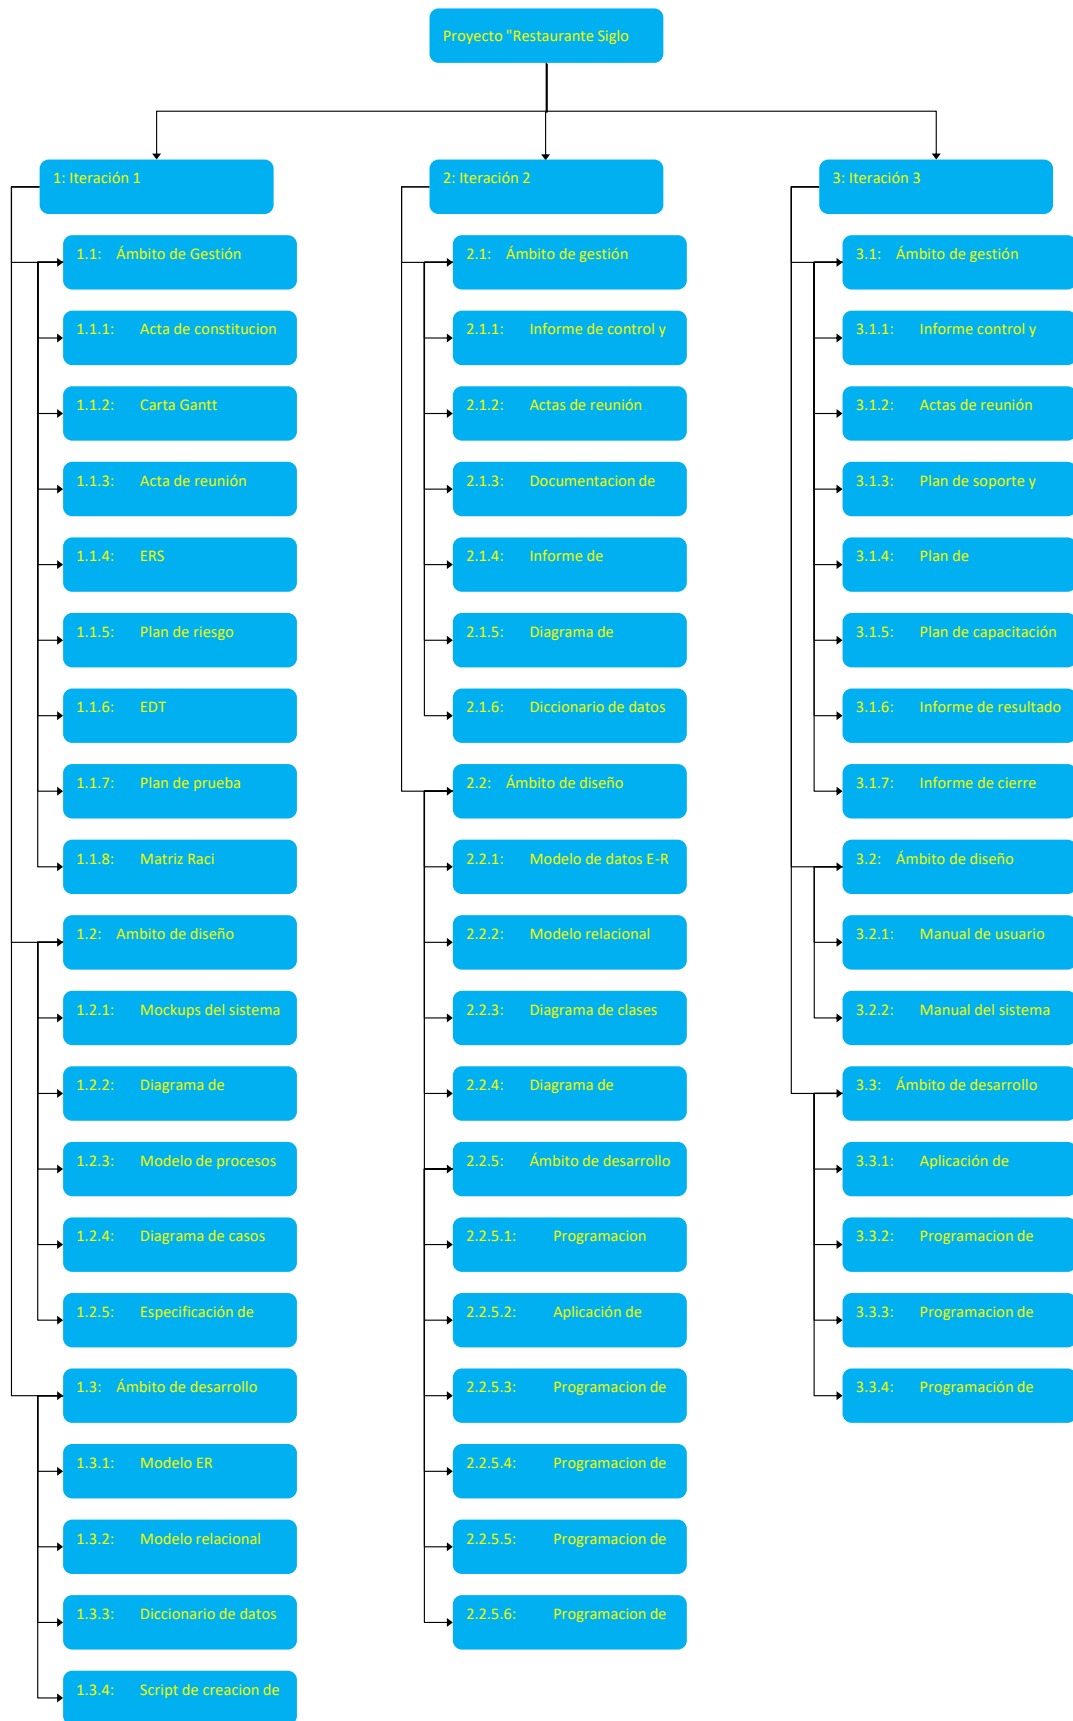 Proyecto "Restaurante Siglo
1: Iteración 1
1.1: Ámbito de Gestión
1.1.1: Acta de constitucion
1.1.2: Carta Gantt
1.1.3: Acta de reunión
1.1.4: ERS
1.1.5: Plan de riesgo
1.1.6: EDT
1.1.7: Plan de prueba
1.1.8: Matriz Raci
1.2: Ambito de diseño
1.2.1: Mockups del sistema
1.2.2: Diagrama de
1.2.3: Modelo de procesos
1.2.4: Diagrama de casos
1.2.5: Especificación de
1.3: Ámbito de desarrollo
1.3.1: Modelo ER
1.3.2: Modelo relacional
1.3.3: Diccionario de datos
1.3.4: Script de creacion de
2: Iteración 2
2.1: Ámbito de gestión
2.1.1: Informe de control y
2.1.2: Actas de reunión
2.1.3: Documentacion de
2.1.4: Informe de
2.1.5: Diagrama de
2.1.6: Diccionario de datos
2.2: Ámbito de diseño
2.2.1: Modelo de datos E-R
2.2.2: Modelo relacional
2.2.3: Diagrama de clases
2.2.4: Diagrama de
2.2.5: Ámbito de desarrollo
2.2.5.1: Programacion
2.2.5.2: Aplicación de
2.2.5.3: Programacion de
2.2.5.4: Programacion de
2.2.5.5: Programacion de
2.2.5.6: Programacion de
3: Iteración 3
3.1: Ámbito de gestión
3.1.1: Informe control y
3.1.2: Actas de reunión
3.1.3: Plan de soporte y
3.1.4: Plan de
3.1.5: Plan de capacitación
3.1.6: Informe de resultado
3.1.7: Informe de cierre
3.2: Ámbito de diseño
3.2.1: Manual de usuario
3.2.2: Manual del sistema
3.3: Ámbito de desarrollo
3.3.1: Aplicación de
3.3.2: Programacion de
3.3.3: Programacion de
3.3.4: Programación de